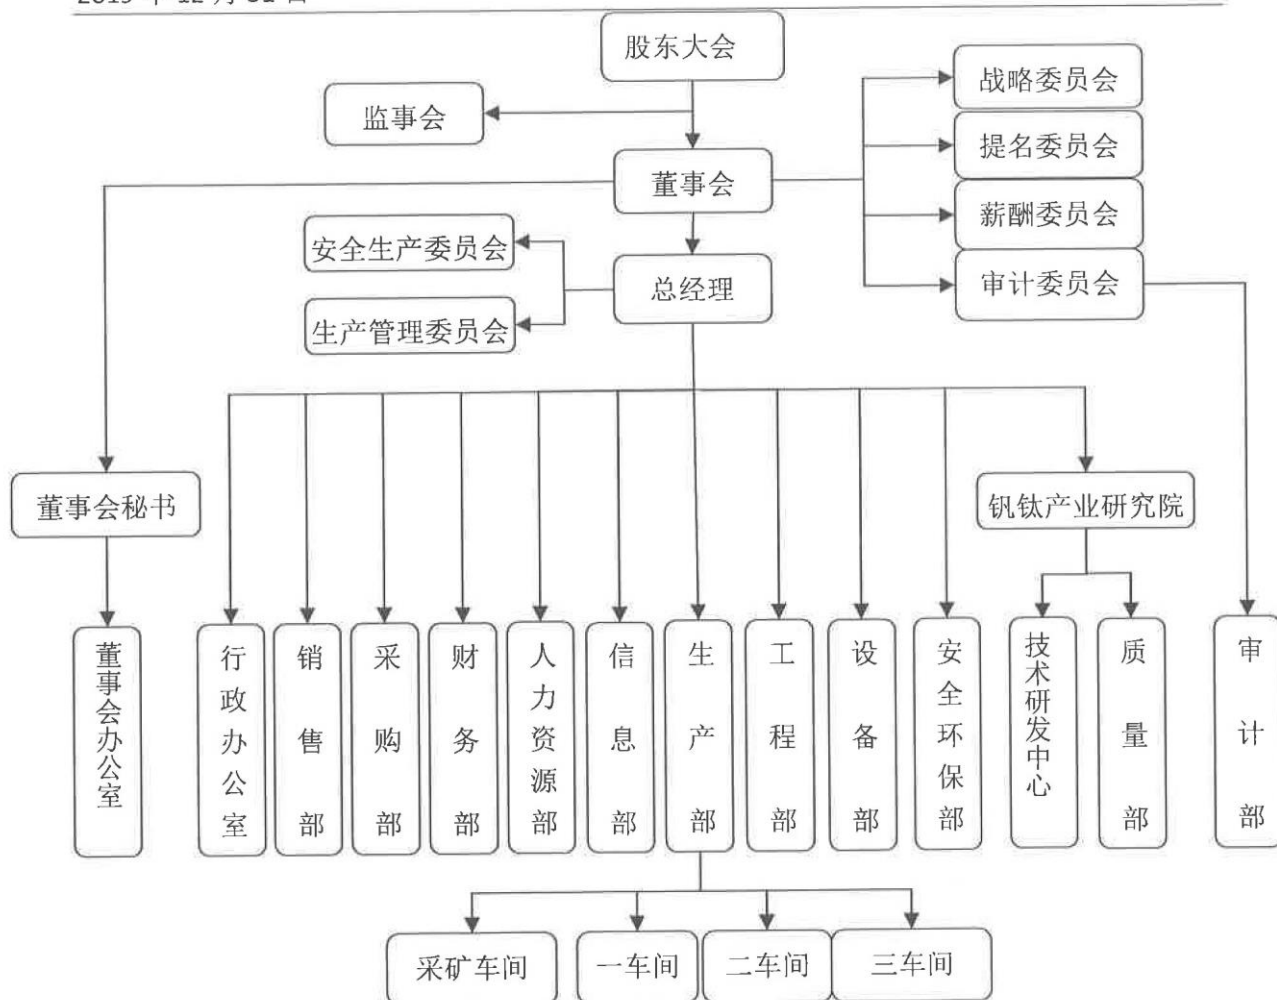 股东大会
监事会
战略委员会
提名委员会
董事会
薪酬委员会
安全生产委员会
总经理
审计委员会
生产管理委员会
董事会秘书
钒钛产业研究院
董事会办公室
行政办公室
销售部
采购部
财务部
人力资源部
信息部
生产部
工程部
设备部
安全环保部
技术研发中心
质量部
审计部
采矿车间
一车间
二车间
三车间